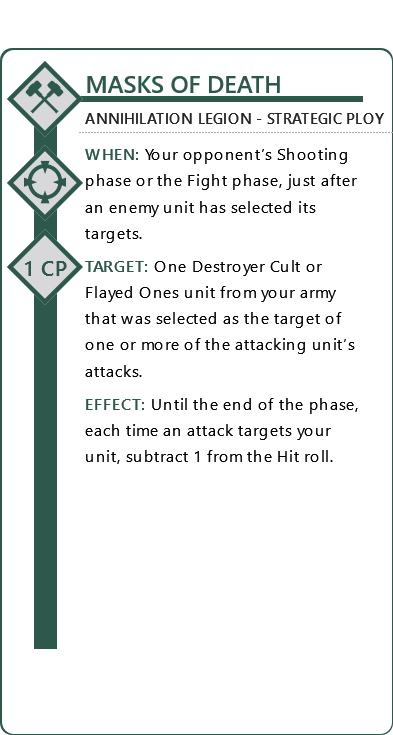 MASKS OF DEATH
ANNIHILATION LEGION - STRATEGIC PLOY
WHEN: Your opponent's Shooting
phase or the Fight phase, just after
an enemy unit has selected its
targets.
1 CP
TARGET: One Destroyer Cult or
Flayed Ones unit from your army
that was selected as the target of
one or more of the attacking unit's
attacks.
EFFECT: Until the end of the phase,
each time an attack targets your
unit, subtract 1 from the Hit roll.